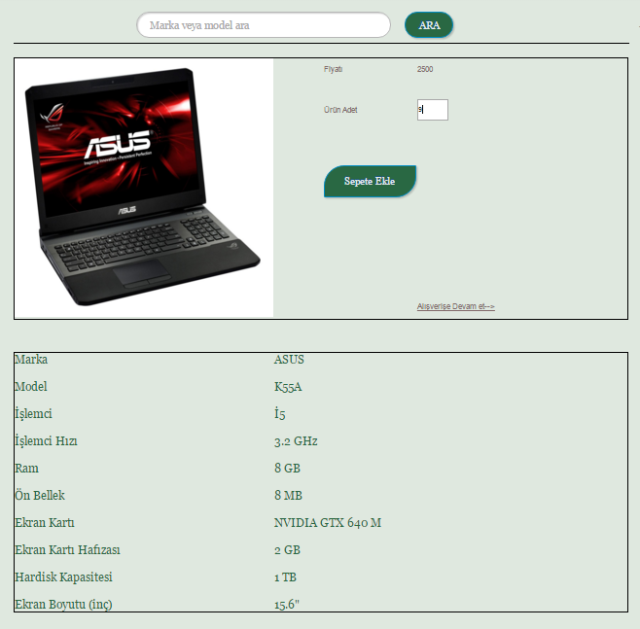 Marka veya model ara
ARA
Fiyatı 2500
Ürün Adet 9
ASUS
Inspiring Innovation • Persistent Perfection
ASUS
Sepete Ekle
Alışverişe Devam et-->
Marka ASUS
Model K55A
İşlemci İ5
İşlemci Hızı 3.2 GHz
Ram 8 GB
Ön Bellek 8 MB
Ekran Kartı NVIDIA GTX 640 M
Ekran Kartı Hafızası 2 GB
Hardisk Kapasitesi 1 TB
Ekran Boyutu (inç) 15.6"